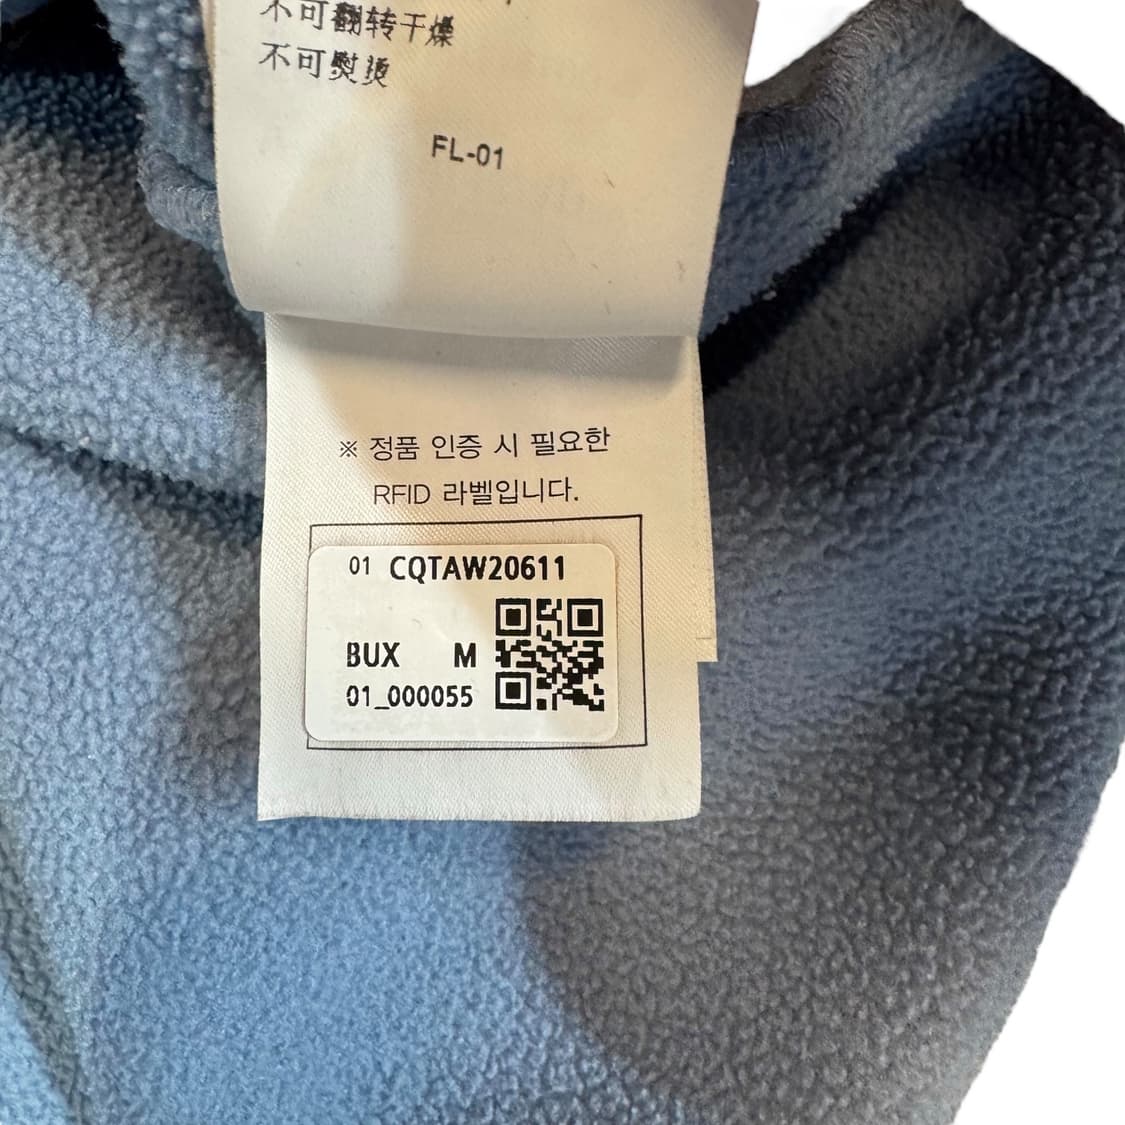 不可翻转干燥
不可熨烫
FL-01
※ 정품 인증 시 필요한
RFID 라벨입니다.
01 CQTAW20611
BUX M
01_000055